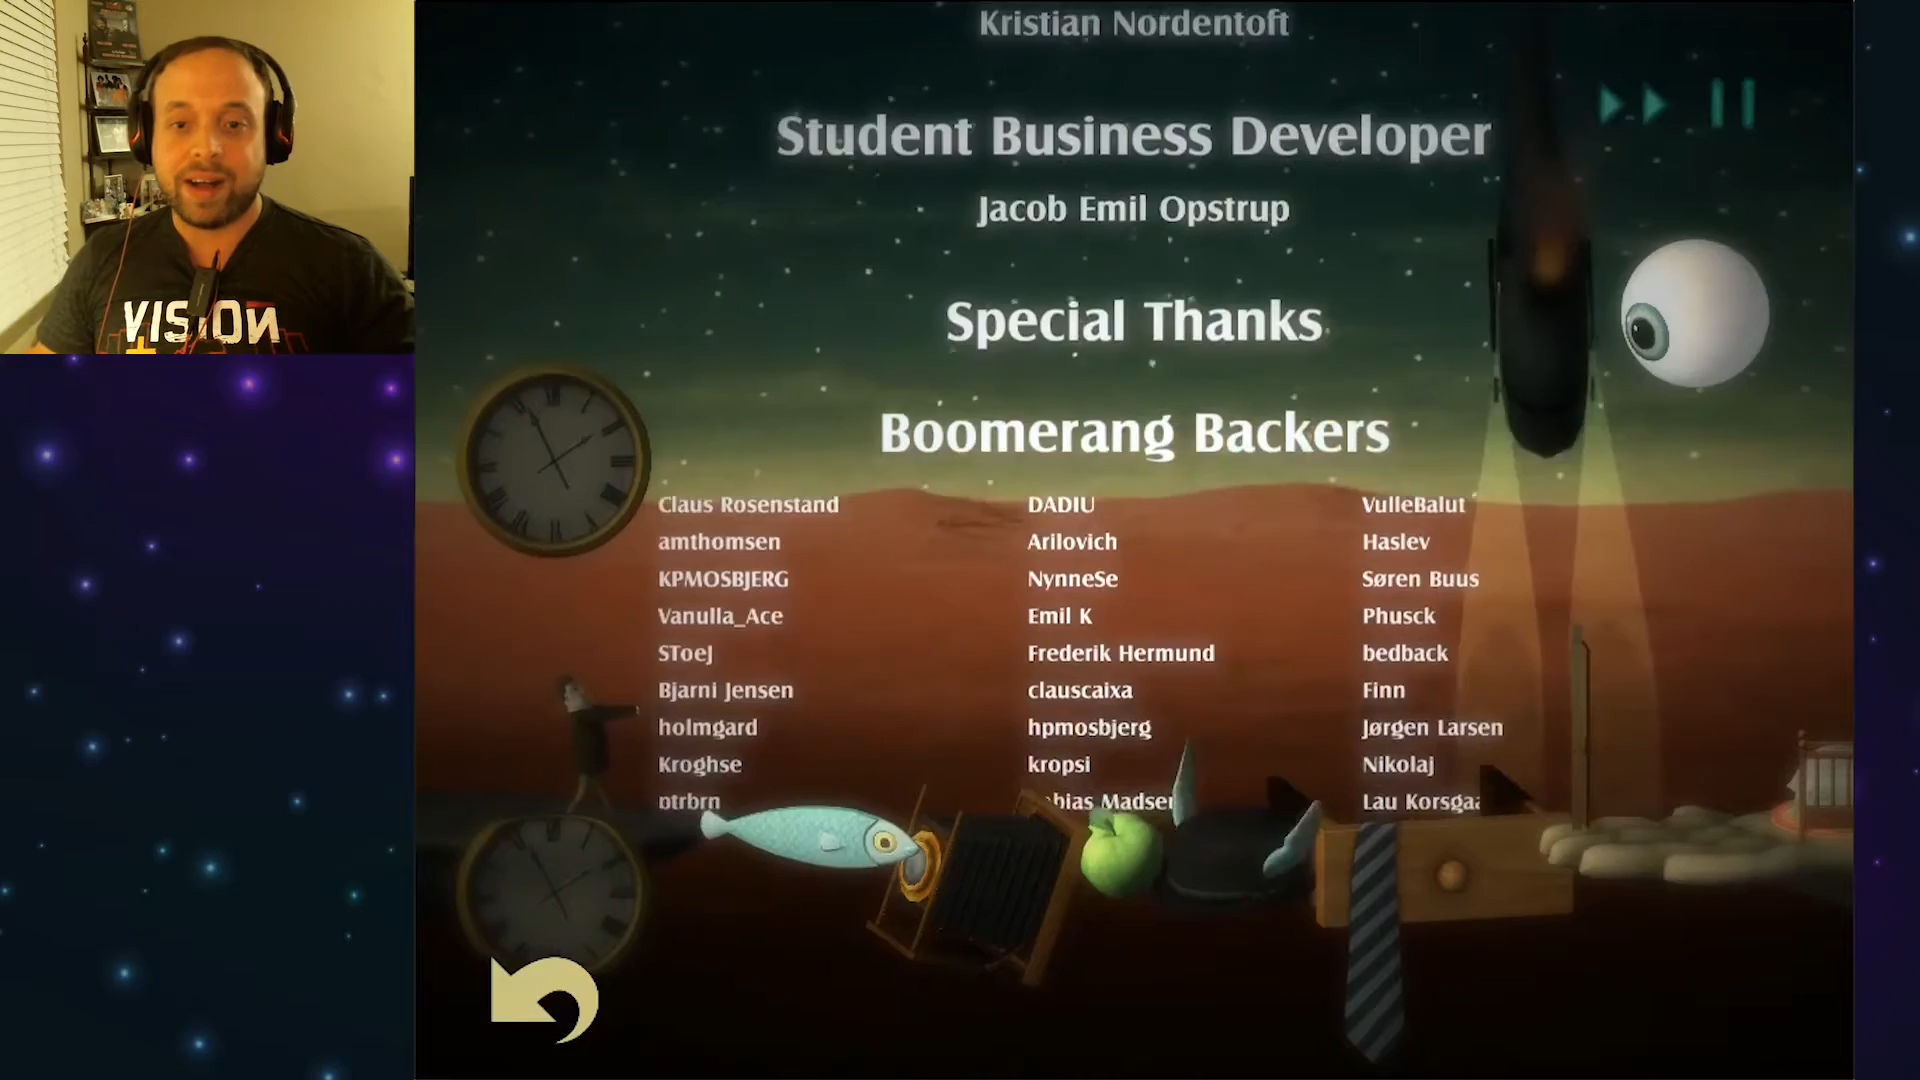 Kristian Nordentoft
Student Business Developer
Jacob Emil Opstrup
Special Thanks
Boomerang Backers
Claus Rosenstand DADIU VulleBalut
amthomsen Arilovich Haslev
KPMOSBJERG NynneSe Søren Buus
Vanulla_Ace Emil K Phusck
SToeJ Frederik Hermund bedback
Bjarni Jensen clauscaixa Finn
holmgard hpmosbjerg Jørgen Larsen
Kroghse kropsi Nikolaj
ptrbrn Lau
VISION